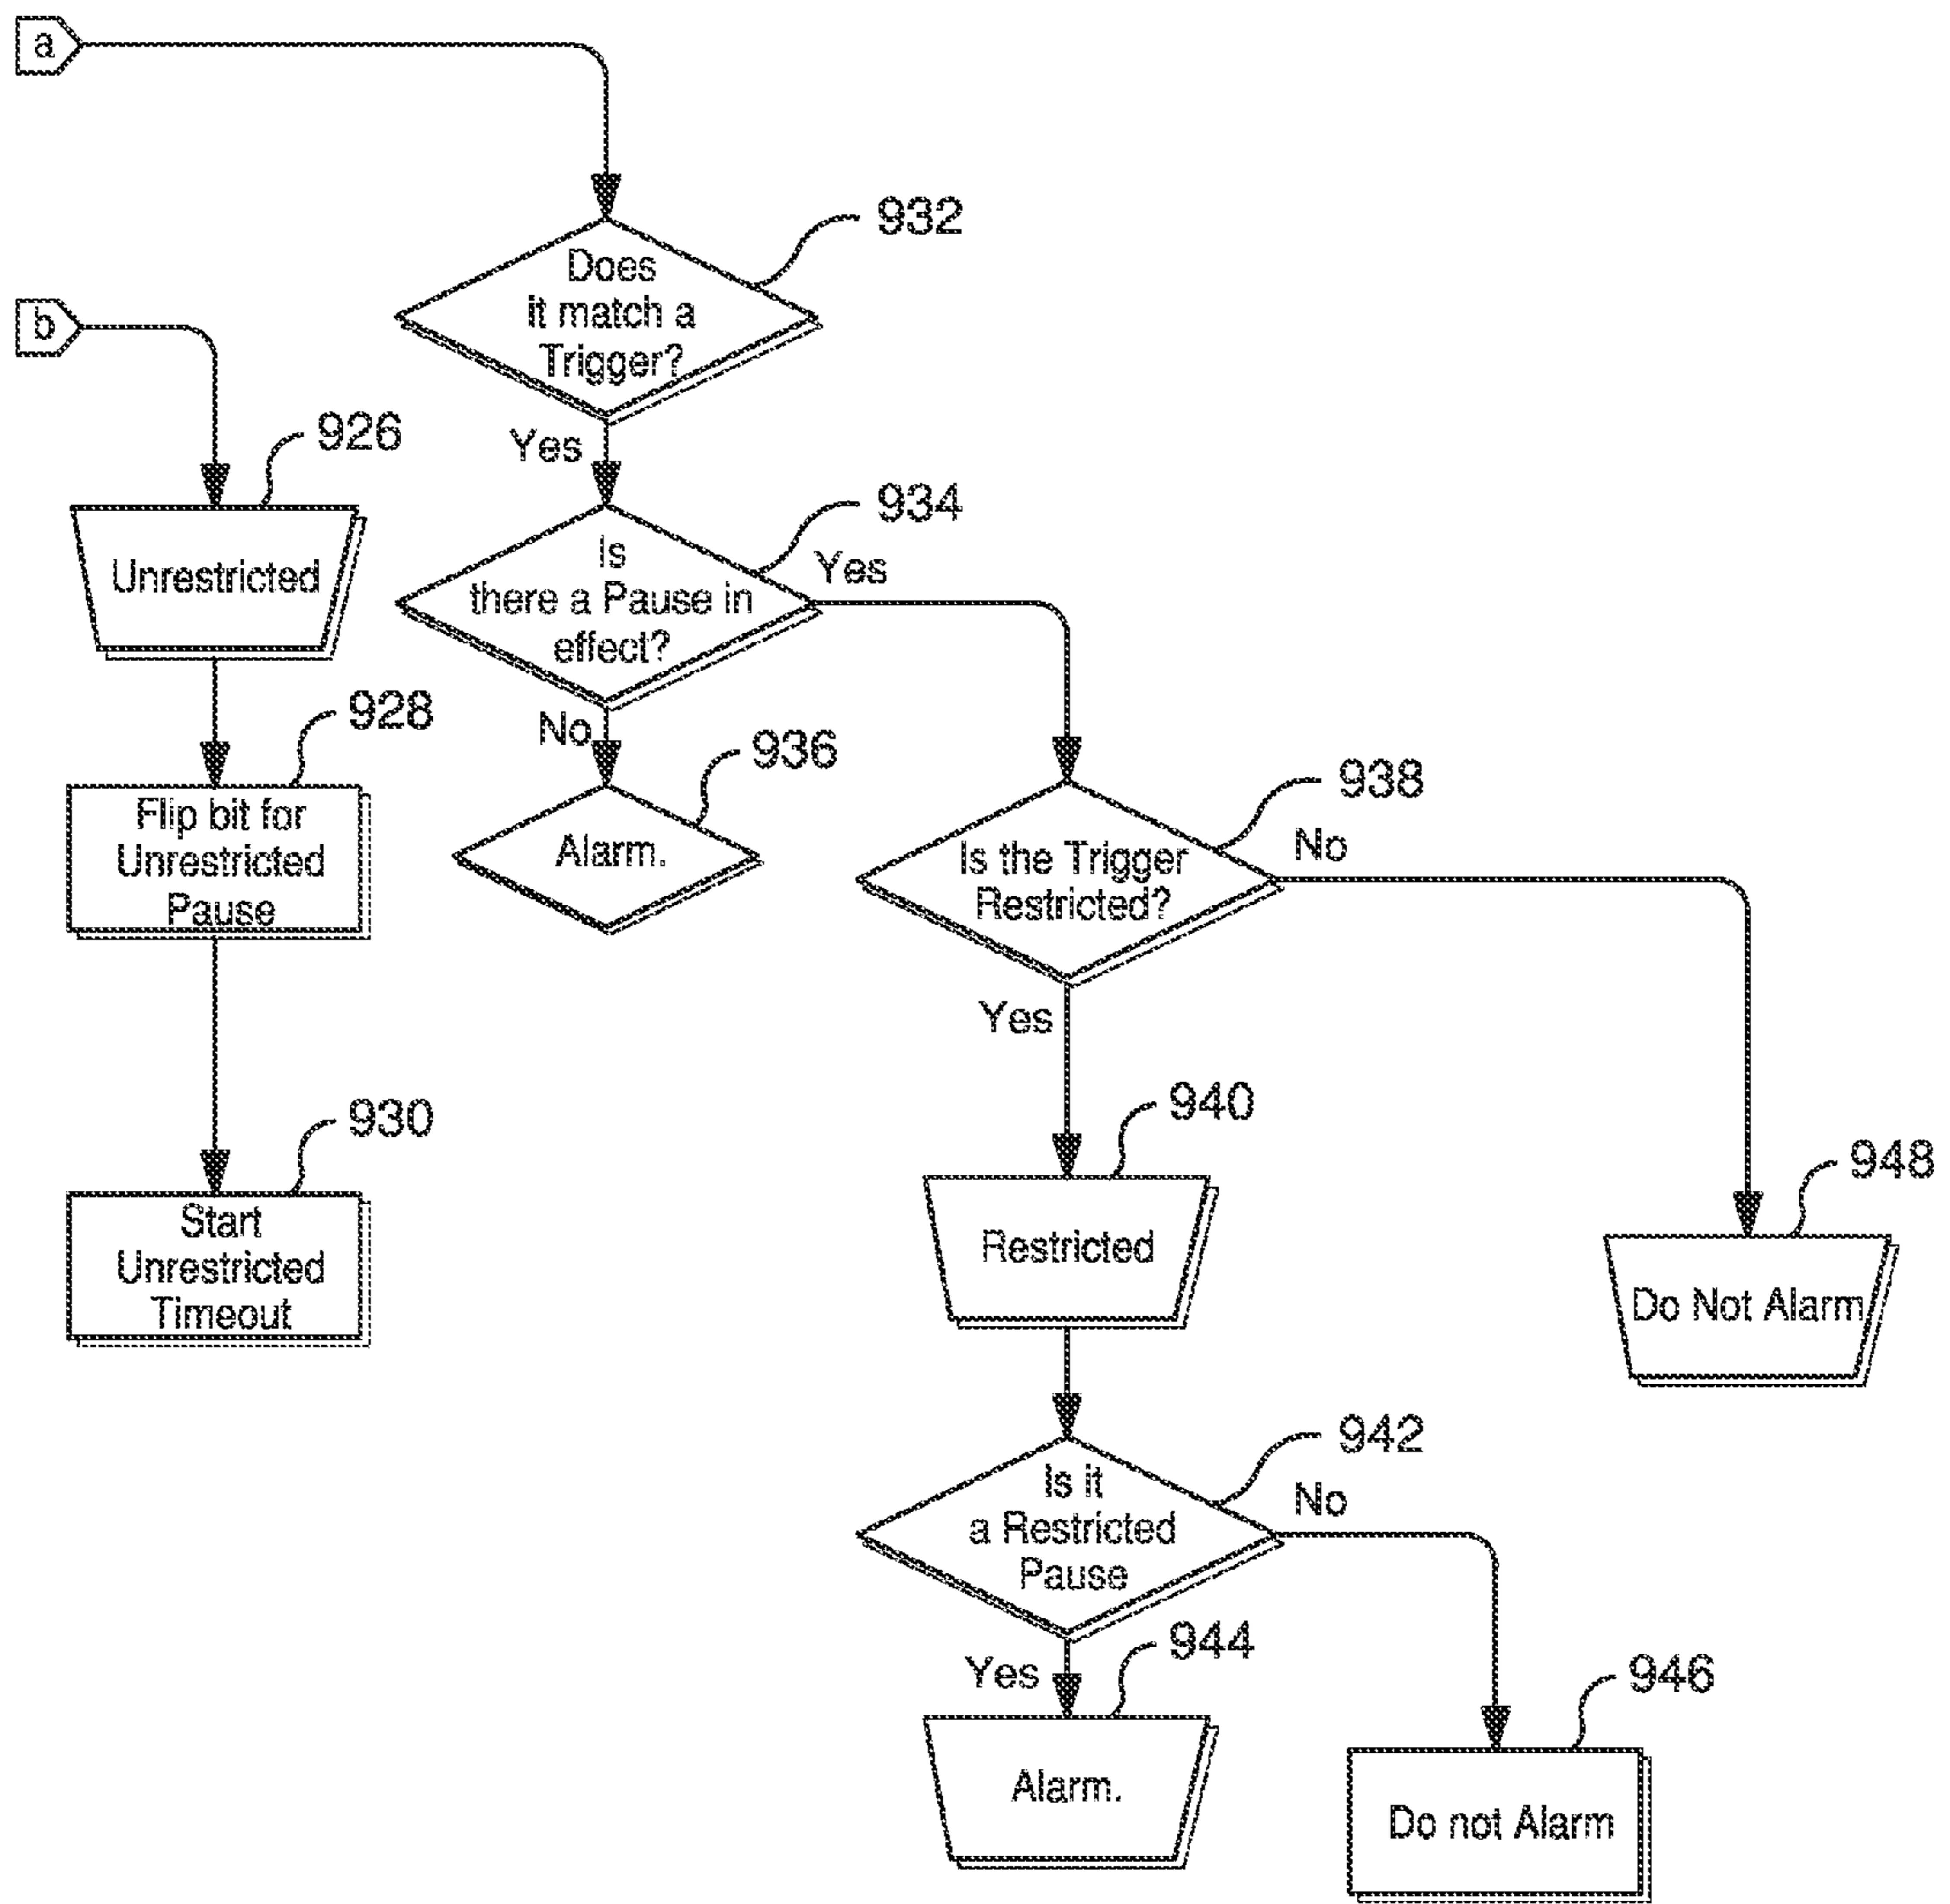 a
932
Does
it match a
Trigger?
b
926
Yes
Unrestricted
934
Is
there a Pause in
effect?
Yes
928
Flip bit for
Unrestricted
Pause
No
936
Alarm.
938
Is the Trigger
Restricted?
No
Yes
930
Start
Unrestricted
Timeout
940
Restricted
948
Do Not Alarm
942
Is it
a Restricted
Pause
No
Yes
944
Alarm.
946
Do not Alarm